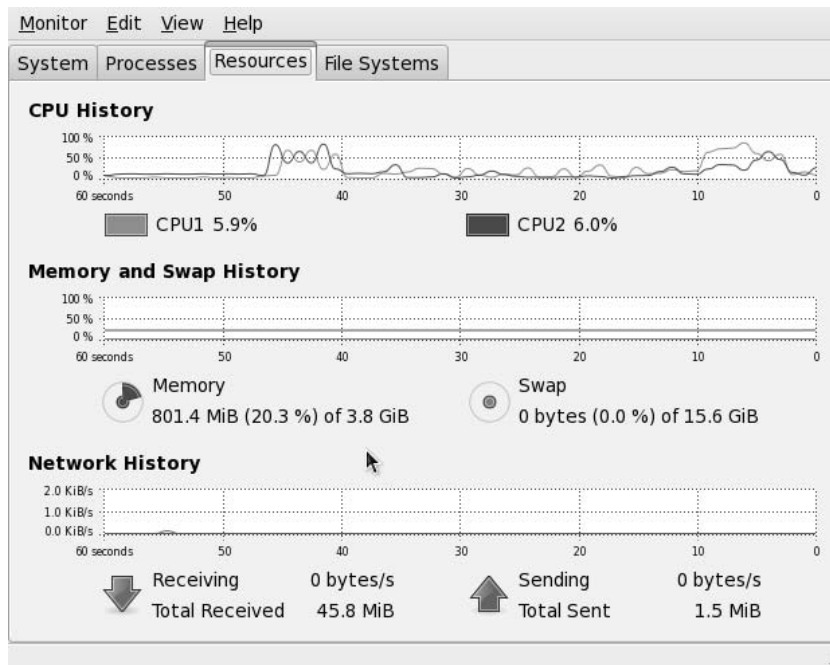 Monitor Edit View Help
System Processes Resources File Systems
CPU History
100 %
50 %
0 %
60 seconds 50 40 30 20 10 0
CPU1 5.9% CPU2 6.0%
Memory and Swap History
100 %
50 %
0 %
60 seconds 50 40 30 20 10 0
Memory Swap
801.4 MiB (20.3 %) of 3.8 GiB 0 bytes (0.0 %) of 15.6 GiB
Network History
2.0 KiB/s
1.0 KiB/s
0.0 KiB/s
60 seconds 50 40 30 20 10 0
Receiving 0 bytes/s Sending 0 bytes/s
Total Received 45.8 MiB Total Sent 1.5 MiB